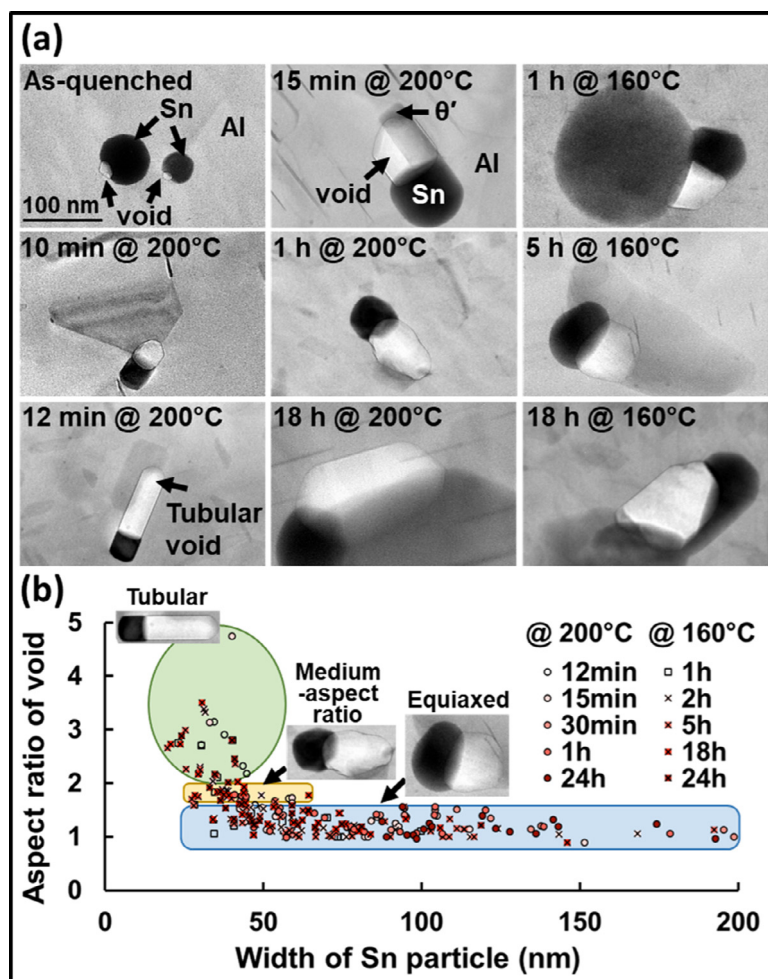 (a)
As-quenched
Sn
Al
void
100 nm
15 min @ 200°C
θ′
void
Al
Sn
1 h @ 160°C
10 min @ 200°C
1 h @ 200°C
5 h @ 160°C
12 min @ 200°C
Tubular
void
18 h @ 200°C
18 h @ 160°C
(b)
Tubular
Medium
-aspect
ratio
Equiaxed
@ 200°C
12min
15min
30min
1h
24h
@ 160°C
1h
2h
5h
18h
24h
Aspect ratio of void
5
4
3
2
1
0
0 50 100 150 200
Width of Sn particle (nm)